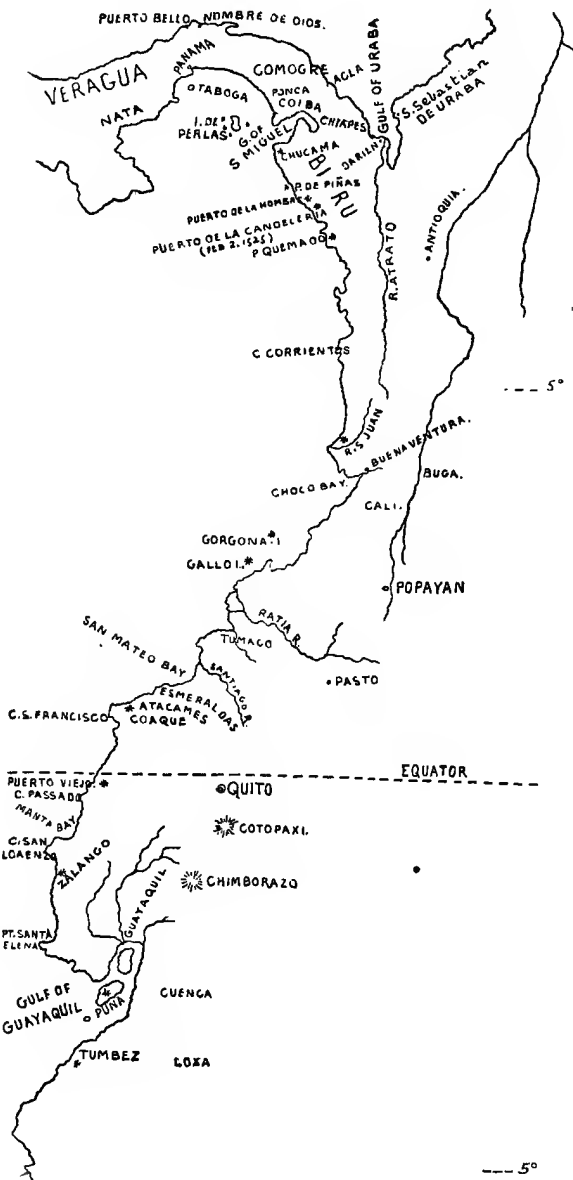 PUERTO BELLO
NOMBRE DE DIOS.
VERAGUA
PANAMA
NATA
TABOGA
COMOGRE
ACLA
GULF OF URABA
S. Sebastian
DE URABA
PONCA
COIBA
I. DE
PERLAS.
G. OF
S MIGUEL
CHIAPES
CHUCAMA
DARIEN.
BIRU
P. DE PIÑAS
PUERTO DE LA HOMBRE
PUERTO DE LA CANDELERIA
(FEB 2. 1525)
P QUEMADO
ANTIOQUIA.
R. ATRATO
C CORRIENTES
5°
R. S JUAN
BUENAVENTURA.
CHOCO BAY.
BUGA.
CALI.
GORGONA. I
GALLO I.
POPAYAN
RATIA R.
TUMACO
SAN MATEO BAY
SANTIAGO R.
PASTO
ESMERALDAS
C. S. FRANCISCO
ATACAMES
COAQUE
EQUATOR
PUERTO VIEJO.
C. PASSADO
QUITO
MANTA BAY
COTOPAXI.
C. SAN
LOAENZO
ZALANGO
CHIMBORAZO
GUAYAQUIL
PT. SANTA
ELENA
GULF OF
GUAYAQUIL
PUNA
CUENCA
TUMBEZ
LOXA
5°